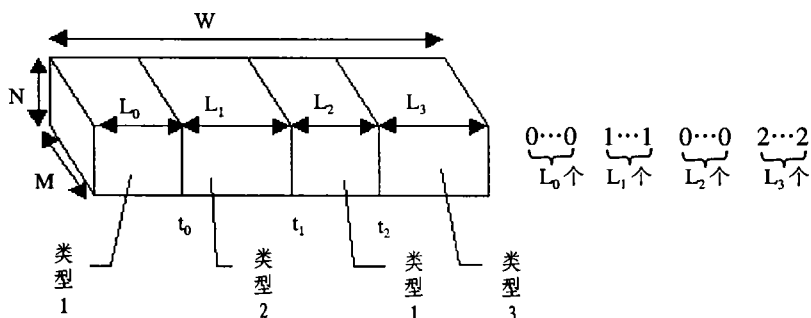 W
N
L₀ L₁ L₂ L₃
0…0 1…1 0…0 2…2
L₀个 L₁个 L₂个 L₃个
M
t₀ t₁ t₂
类型1 类型2 类型1 类型3